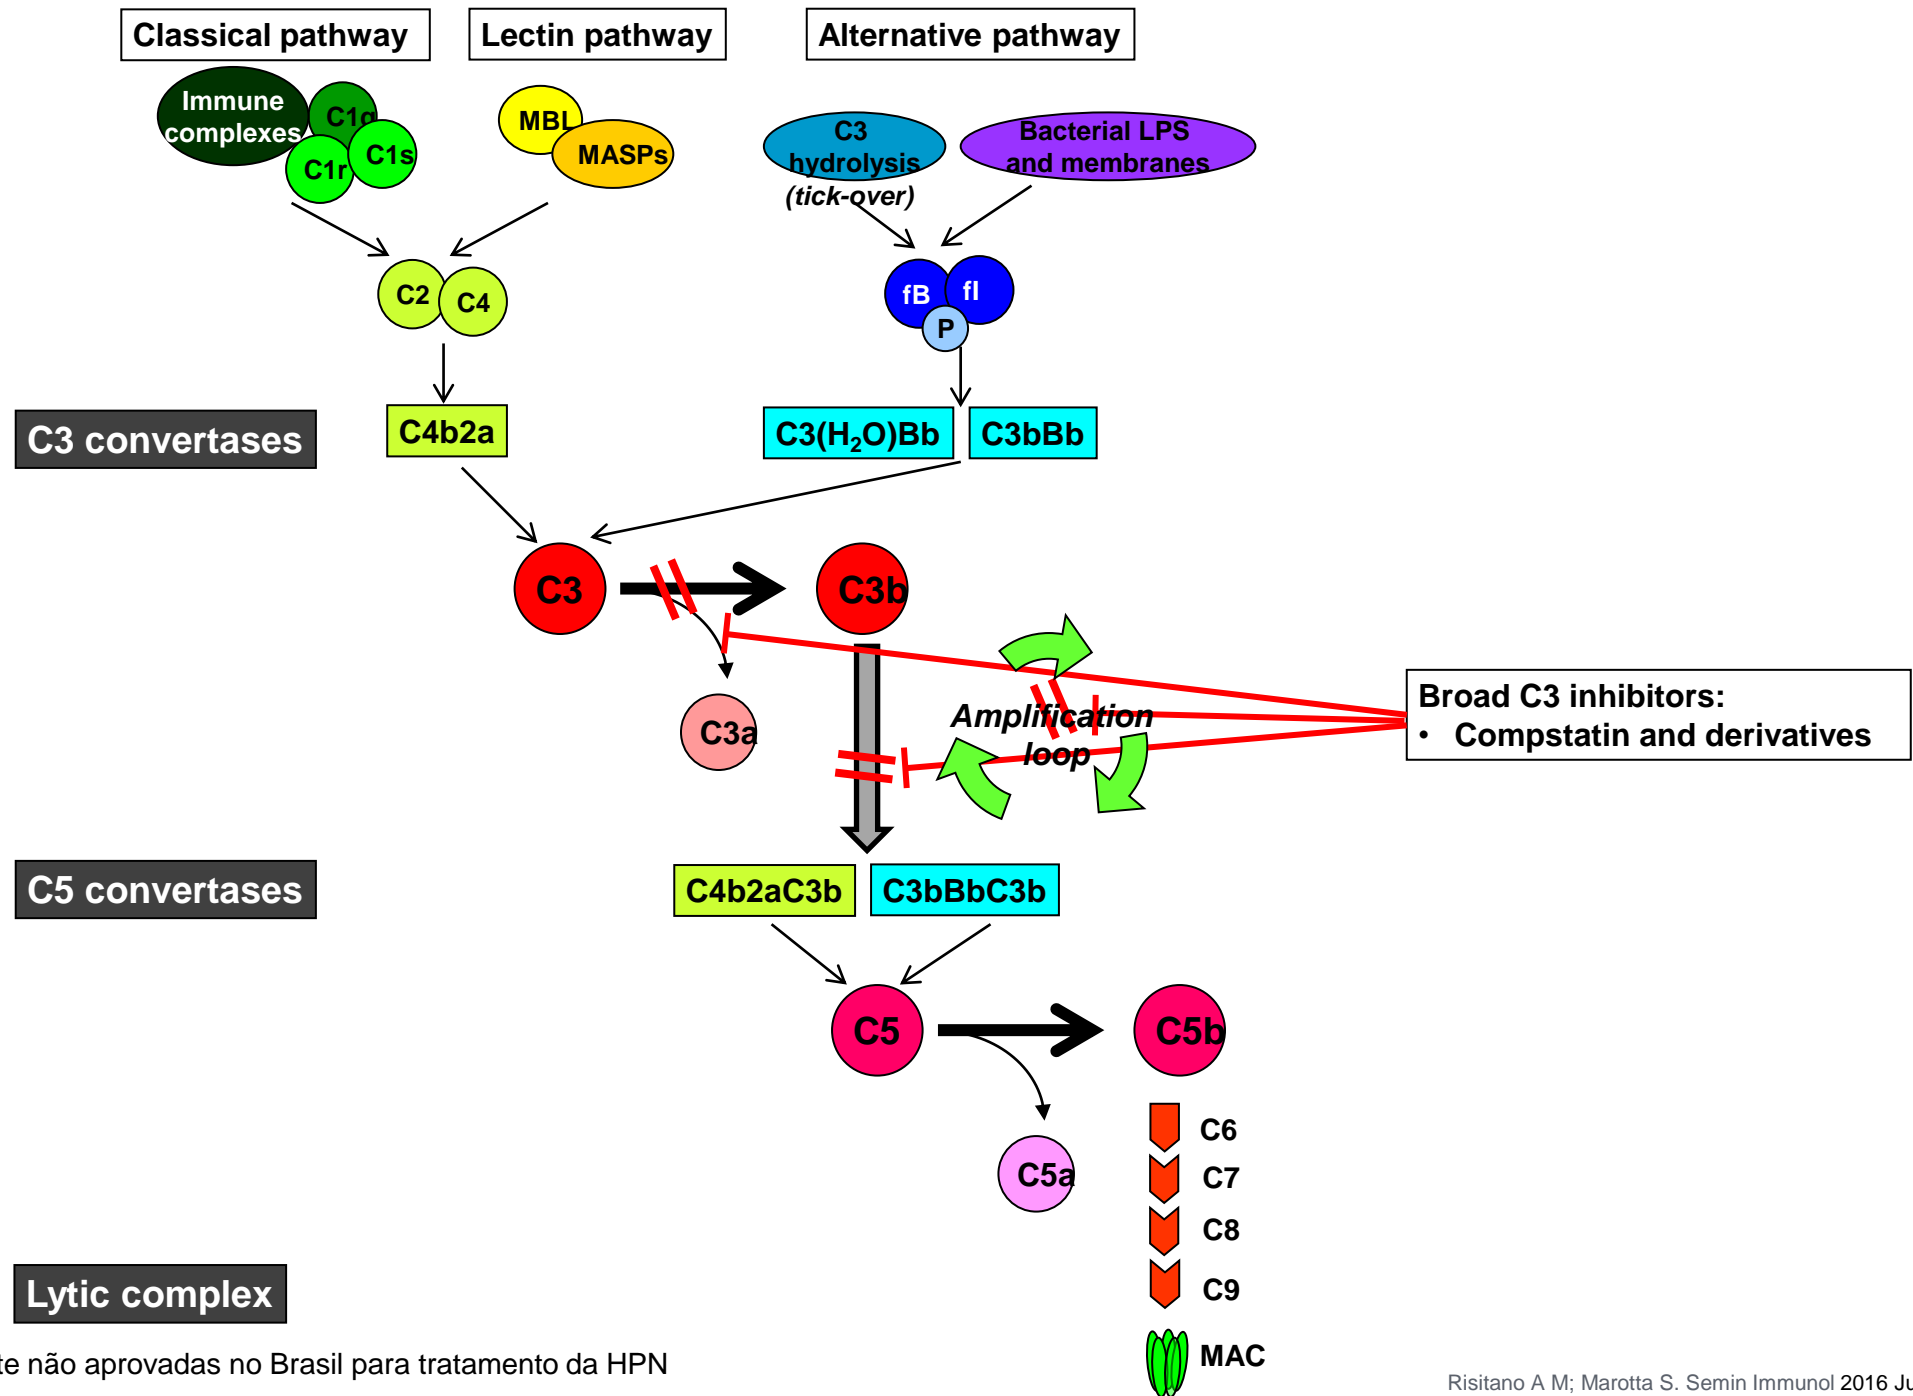 Classical pathway
Lectin pathway
Alternative pathway
Immune
complexes
C1q
C1r
C1s
MBL
MASPs
C3
hydrolysis
(tick-over)
Bacterial LPS
and membranes
C2
C4
fB
fI
P
C3 convertases
C4b2a
C3(H₂O)Bb
C3bBb
C3
C3b
C3a
Amplification
loop
Broad C3 inhibitors:
• Compstatin and derivatives
C5 convertases
C4b2aC3b
C3bBbC3b
C5
C5b
C5a
C6
C7
C8
C9
MAC
Lytic complex
te não aprovadas no Brasil para tratamento da HPN
Risitano A M; Marotta S. Semin Immunol 2016 Ju